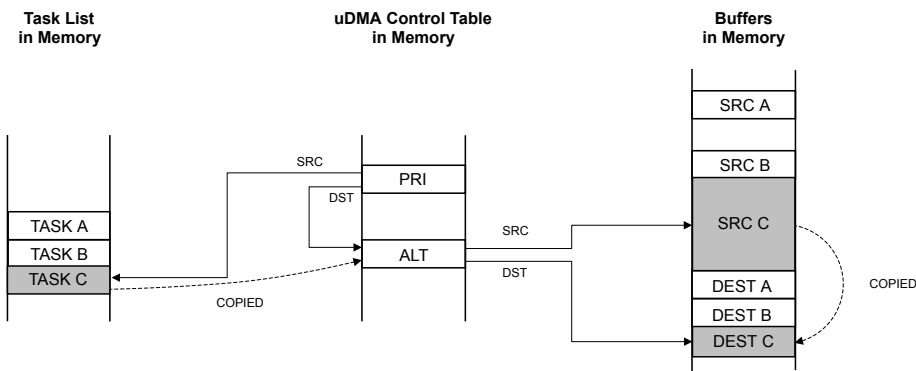 Task List
in Memory
uDMA Control Table
in Memory
Buffers
in Memory
SRC A
SRC B
SRC
PRI
DST
TASK A
TASK B
TASK C
ALT
SRC
DST
SRC C
COPIED
DEST A
DEST B
DEST C
COPIED